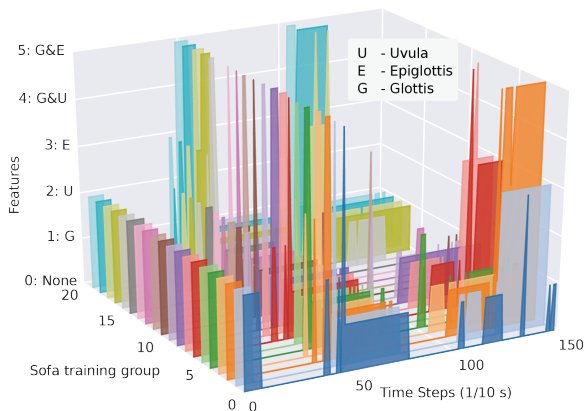 5: G&E
4: G&U
3: E
2: U
1: G
0: None
Features
U - Uvula
E - Epiglottis
G - Glottis
20
15
10
5
0
Sofa training group
0
50
100
150
Time Steps (1/10 s)